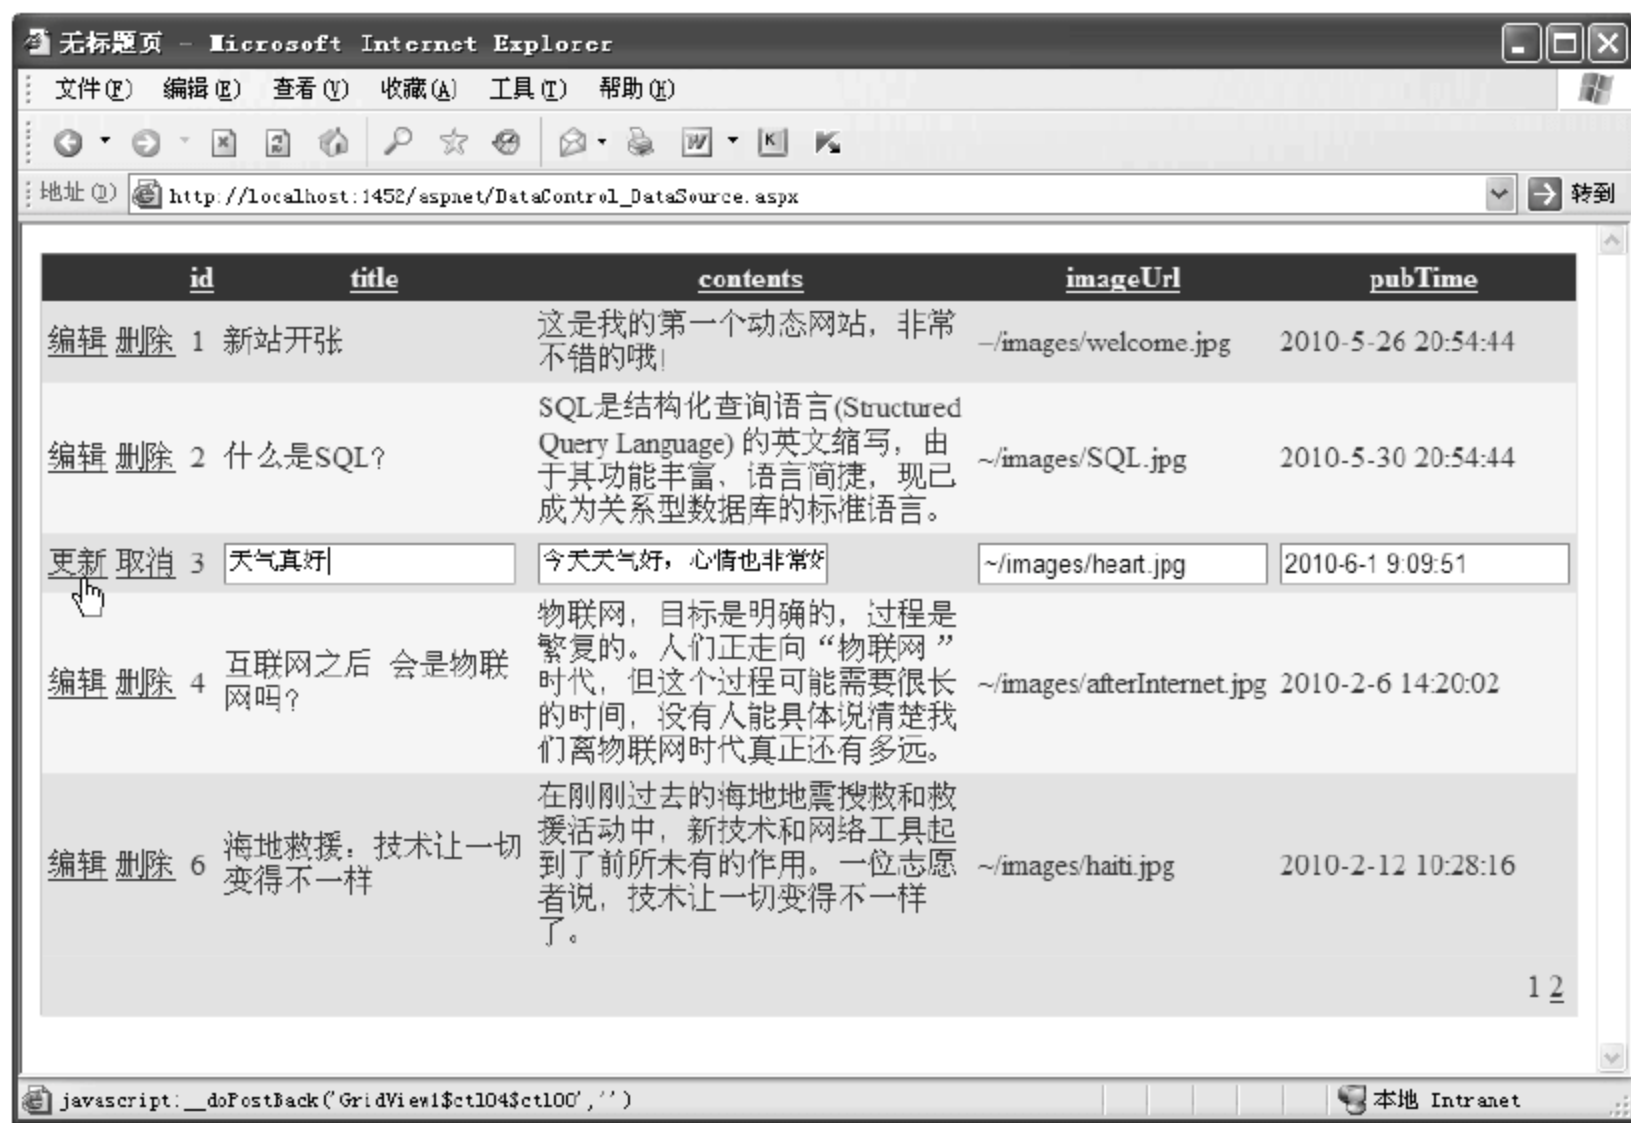 无标题页 - Microsoft Internet Explorer
文件(F) 编辑(E) 查看(V) 收藏(A) 工具(T) 帮助(H)
地址(D) http://localhost:1452/aspnet/DataControl_DataSource.aspx 转到
id title contents imageUrl pubTime
编辑 删除 1 新站开张 这是我的第一个动态网站，非常
不错的哦! ~/images/welcome.jpg 2010-5-26 20:54:44
编辑 删除 2 什么是SQL? SQL是结构化查询语言(Structured
Query Language) 的英文缩写，由
于其功能丰富，语言简捷，现已
成为关系型数据库的标准语言。 ~/images/SQL.jpg 2010-5-30 20:54:44
更新 取消 3 天气真好 今天天气好，心情也非常好 ~/images/heart.jpg 2010-6-1 9:09:51
编辑 删除 4 互联网之后 会是物联
网吗? 物联网，目标是明确的，过程是
繁复的。人们正走向“物联网”
时代，但这个过程可能需要很长
的时间，没有人能具体说清楚我
们离物联网时代真正还有多远。 ~/images/afterInternet.jpg 2010-2-6 14:20:02
编辑 删除 6 海地救援：技术让一切
变得不一样 在刚刚过去的海地地震搜救和救
援活动中，新技术和网络工具起
到了前所未有的作用。一位志愿
者说，技术让一切变得不一样
了。 ~/images/haiti.jpg 2010-2-12 10:28:16
1 2
javascript:__doPostBack('GridView1$ctl04$ctl00','') 本地 Intranet